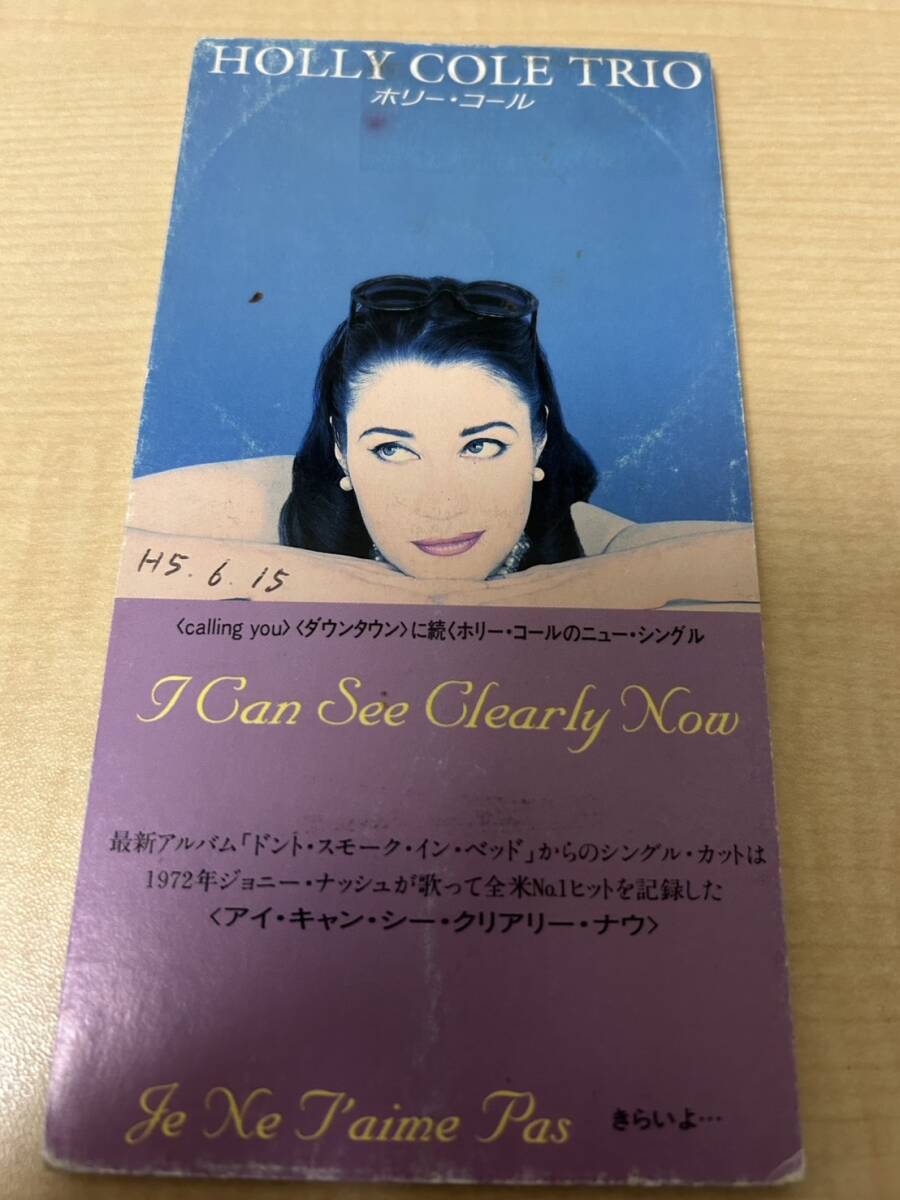 HOLLY COLE TRIO
ホリー・コール
H5.6.15
〈calling you〉〈ダウンタウン〉に続くホリー・コールのニュー・シングル
I Can See Clearly Now
最新アルバム「ドント・スモーク・イン・ベッド」からのシングル・カットは
1972年ジョニー・ナッシュが歌って全米No.1ヒットを記録した
〈アイ・キャン・シー・クリアリー・ナウ〉
Je Ne T'aime Pas きらいよ…